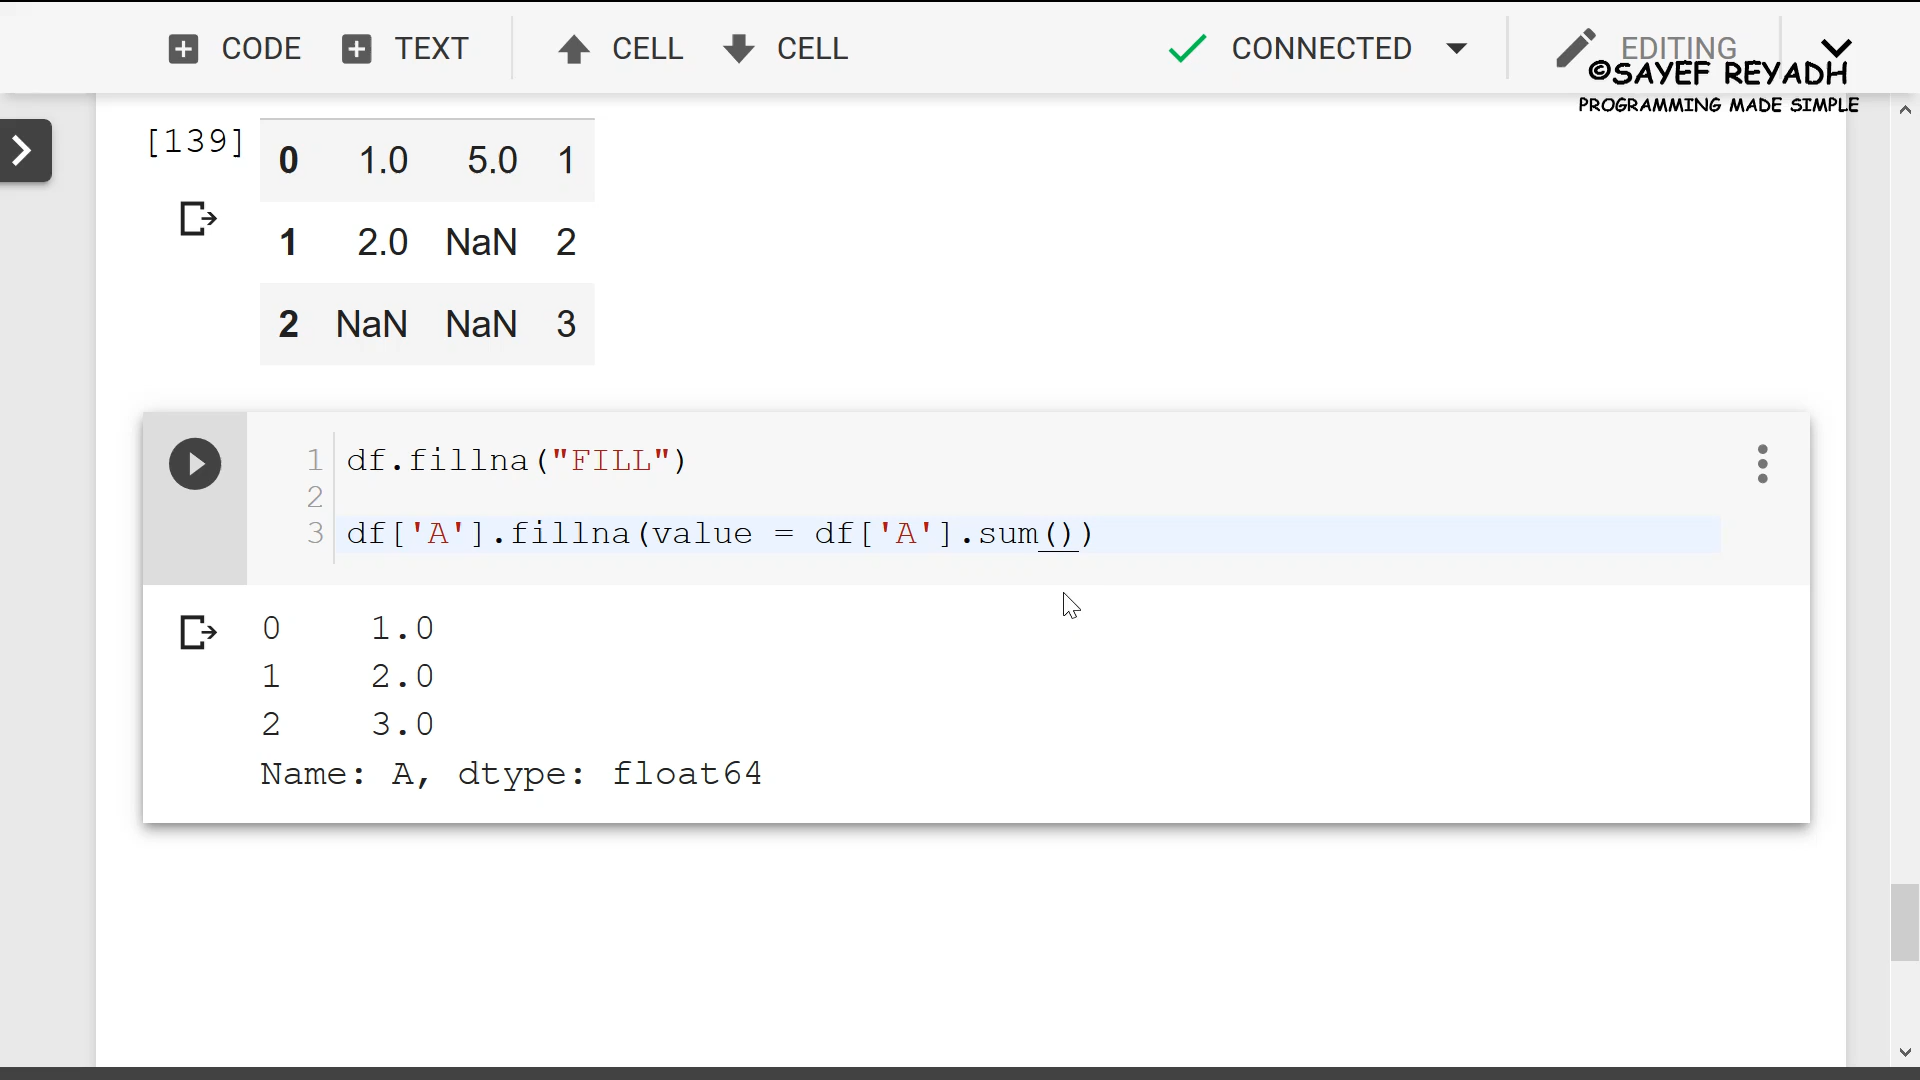 CODE TEXT CELL CELL CONNECTED EDITING
©SAYEF REYADH
PROGRAMMING MADE SIMPLE
[139]
0 1.0 5.0 1
1 2.0 NaN 2
2 NaN NaN 3
1 df.fillna("FILL")
2
3 df['A'].fillna(value = df['A'].sum())
0 1.0
1 2.0
2 3.0
Name: A, dtype: float64